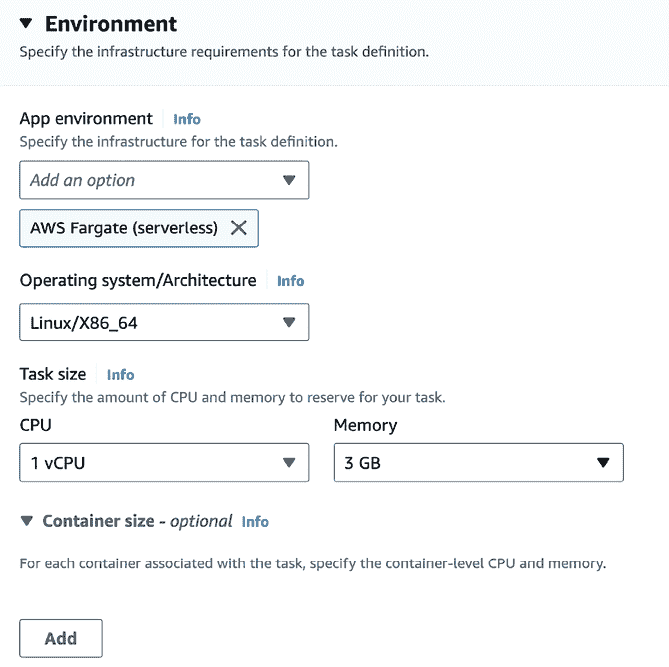 Environment
Specify the infrastructure requirements for the task definition.
App environment Info
Specify the infrastructure for the task definition.
Add an option
AWS Fargate (serverless)
Operating system/Architecture Info
Linux/X86_64
Task size Info
Specify the amount of CPU and memory to reserve for your task.
CPU Memory
1 vCPU 3 GB
Container size - optional Info
For each container associated with the task, specify the container-level CPU and memory.
Add